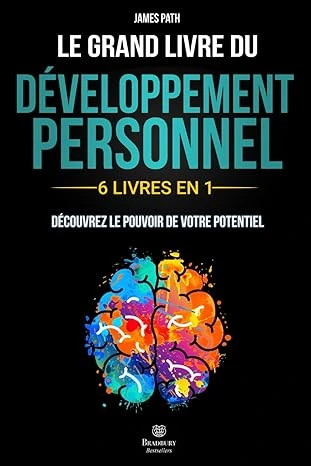 JAMES PATH
LE GRAND LIVRE DU
DÉVELOPPEMENT
PERSONNEL
6 LIVRES EN 1
DÉCOUVREZ LE POUVOIR DE VOTRE POTENTIEL
BRADBURY
Bestsellers